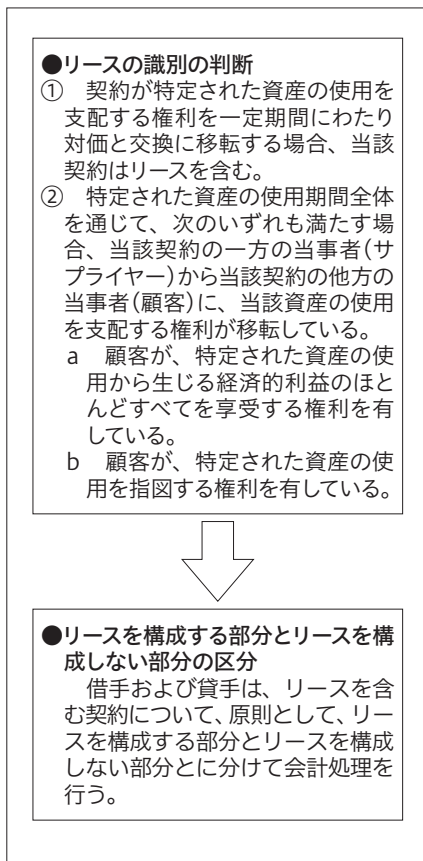 ●リースの識別の判断
① 契約が特定された資産の使用を
支配する権利を一定期間にわたり
対価と交換に移転する場合、当該
契約はリースを含む。
② 特定された資産の使用期間全体
を通じて、次のいずれも満たす場
合、当該契約の一方の当事者(サ
プライヤー)から当該契約の他方の
当事者(顧客)に、当該資産の使用
を支配する権利が移転している。
a 顧客が、特定された資産の使
用から生じる経済的利益のほと
んどすべてを享受する権利を有
している。
b 顧客が、特定された資産の使
用を指図する権利を有している。
●リースを構成する部分とリースを構
成しない部分の区分
借手および貸手は、リースを含
む契約について、原則として、リー
スを構成する部分とリースを構成
しない部分とに分けて会計処理を
行う。